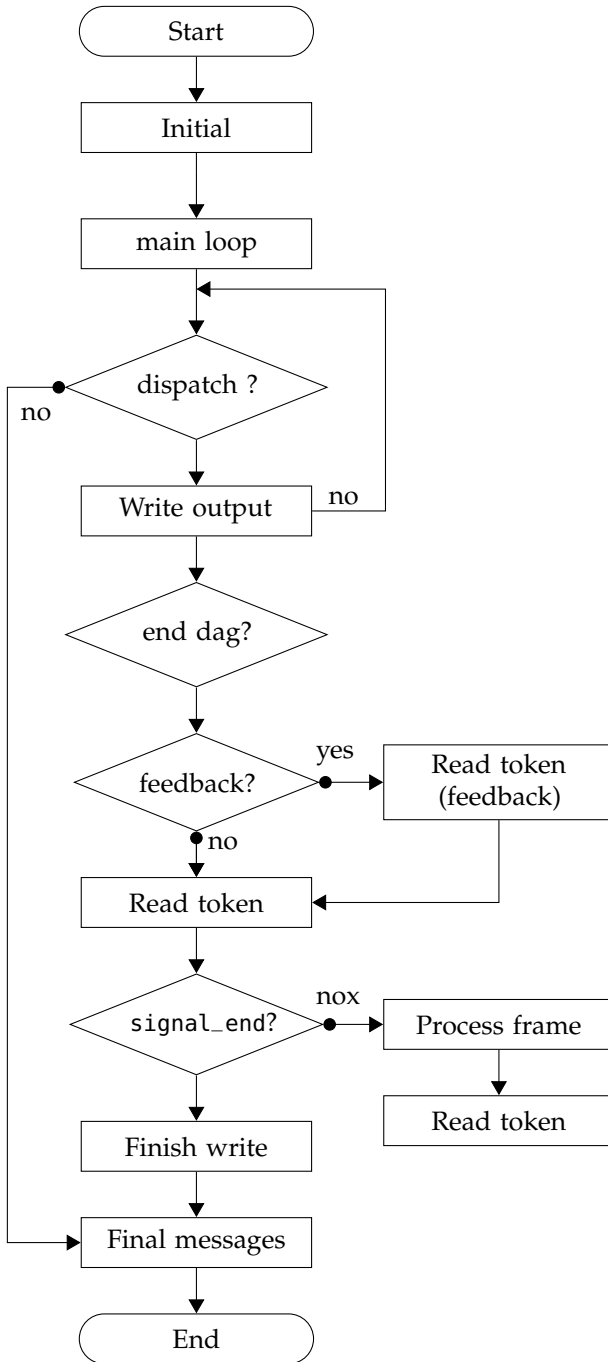 Start
Initial
main loop
dispatch ?
no
Write output
no
end dag?
feedback?
yes
Read token
(feedback)
no
Read token
signal_end?
nox
Process frame
Read token
Finish write
Final messages
End